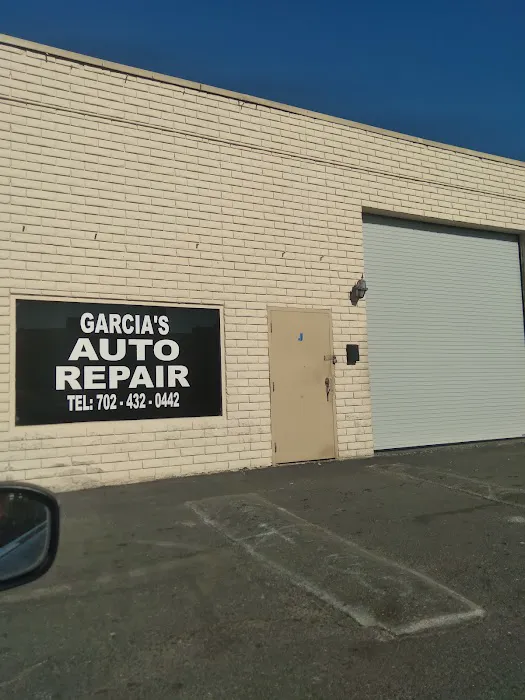 GARCIA'S
AUTO
REPAIR
TEL: 702 - 432 - 0442